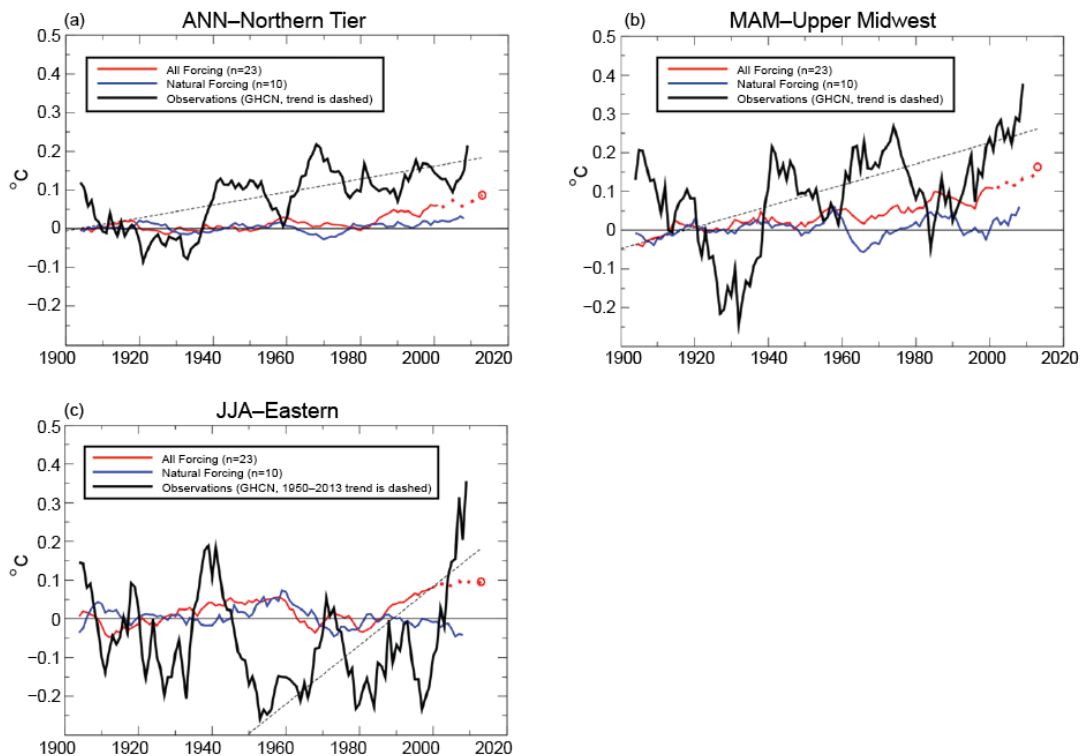 (a) ANN–Northern Tier
0.5
0.4
0.3
0.2
0.1
0
−0.1
−0.2
°C
All Forcing (n=23)
Natural Forcing (n=10)
Observations (GHCN, trend is dashed)
1900 1920 1940 1960 1980 2000 2020
(b) MAM–Upper Midwest
0.5
0.4
0.3
0.2
0.1
0
−0.1
−0.2
°C
All Forcing (n=23)
Natural Forcing (n=10)
Observations (GHCN, trend is dashed)
1900 1920 1940 1960 1980 2000 2020
(c) JJA–Eastern
0.5
0.4
0.3
0.2
0.1
0
−0.1
−0.2
°C
All Forcing (n=23)
Natural Forcing (n=10)
Observations (GHCN, 1950–2013 trend is dashed)
1900 1920 1940 1960 1980 2000 2020